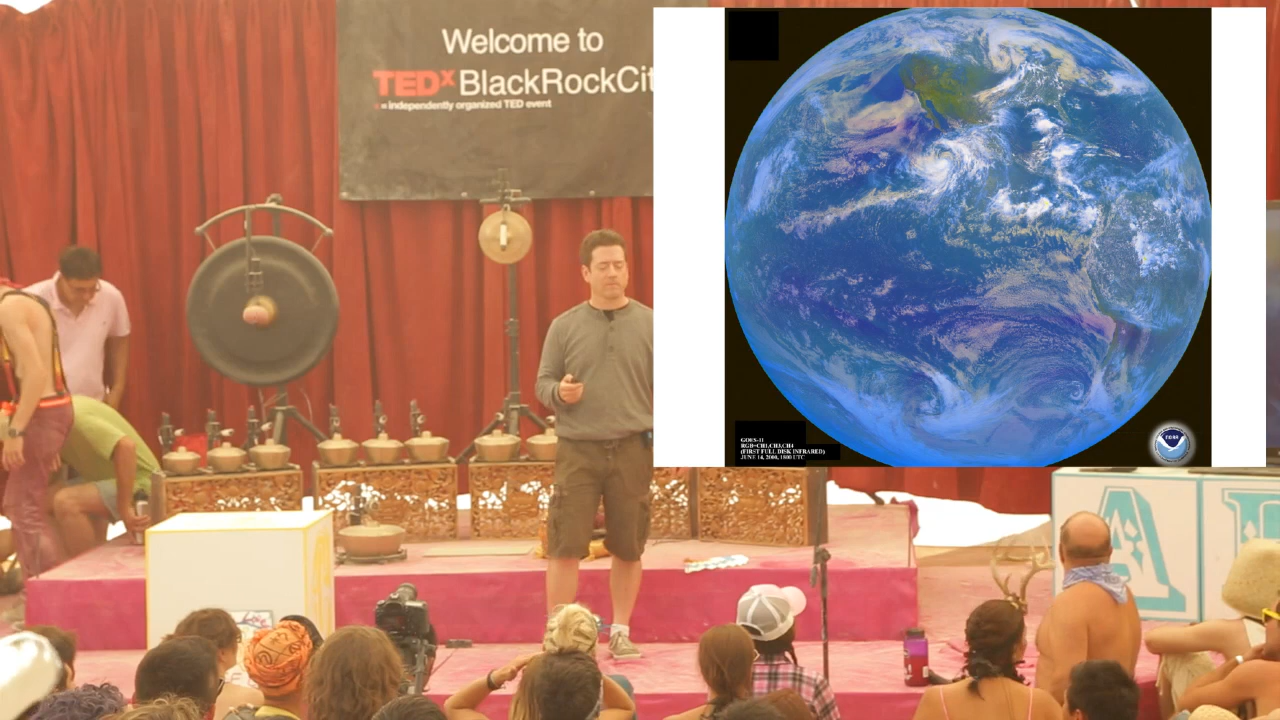 Welcome to
TEDx BlackRockCit
= independently organized TED event
GOES-11
RGB=CH1,CH3,CH4
(FIRST FULL DISK INFRARED)
JUNE 14, 2000, 1800 UTC
NOAA
A